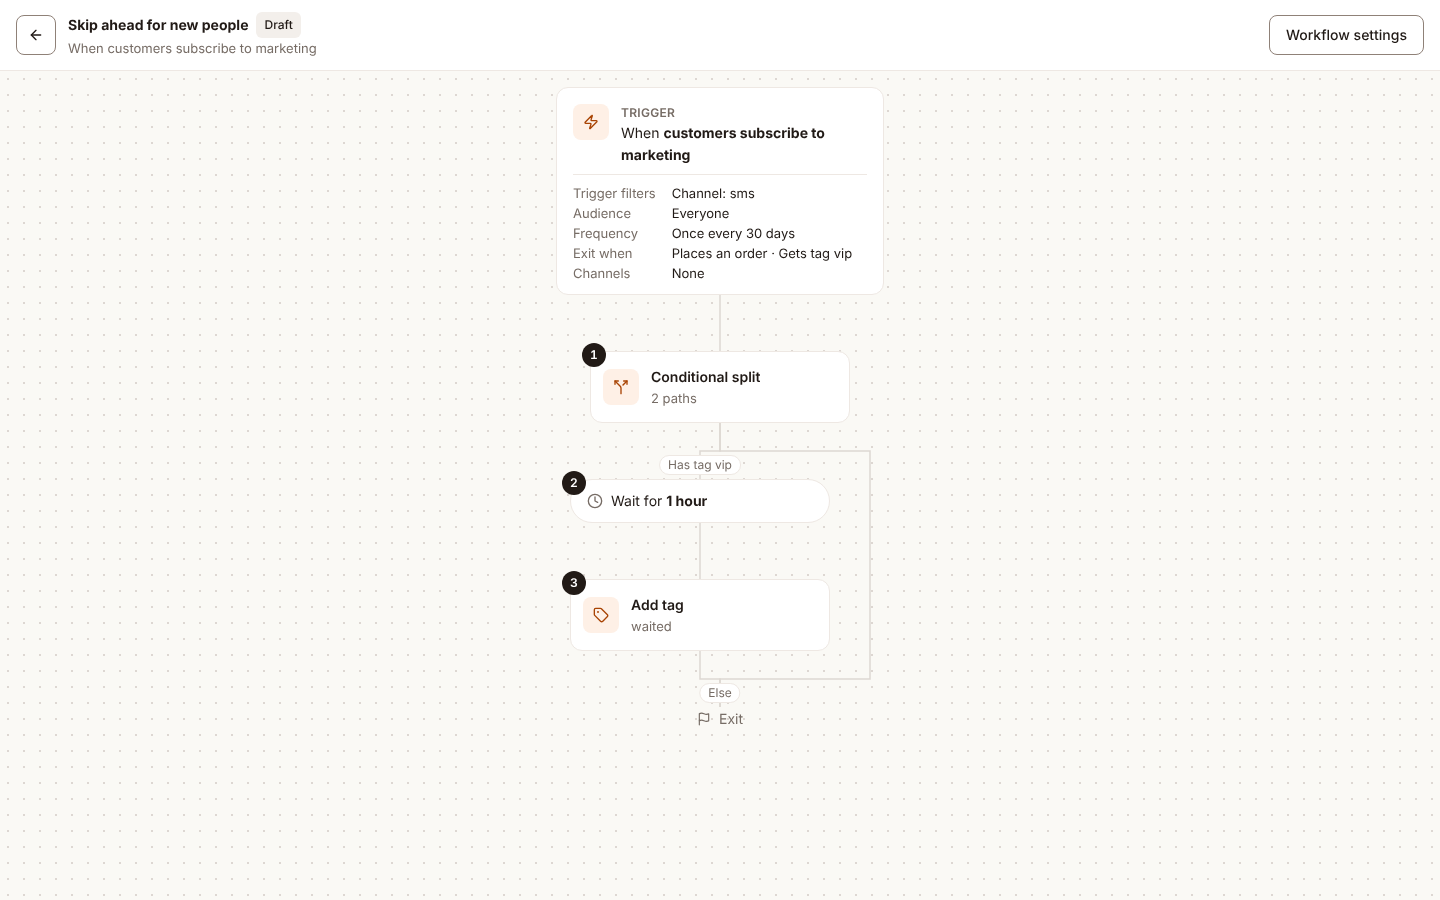 Skip ahead for new people
Draft
When customers subscribe to marketing
Workflow settings
TRIGGER
When customers subscribe to
marketing
Trigger filters Channel: sms
Audience Everyone
Frequency Once every 30 days
Exit when Places an order · Gets tag vip
Channels None
1
Conditional split
2 paths
Has tag vip
2
Wait for 1 hour
3
Add tag
waited
Else
Exit